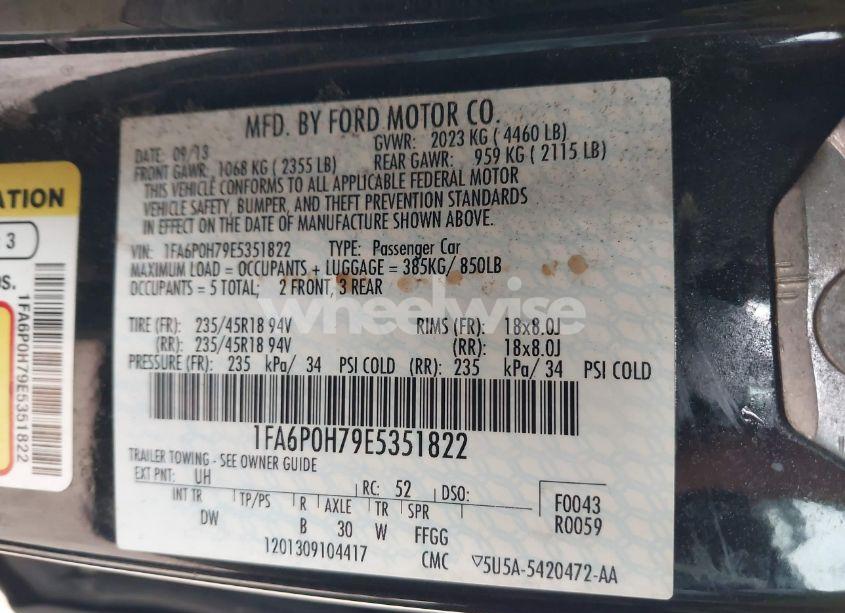 MFD. BY FORD MOTOR CO.
DATE: 09/13 GVWR: 2023 KG ( 4460 LB)
FRONT GAWR: 1068 KG ( 2355 LB) REAR GAWR: 959 KG ( 2115 LB)
THIS VEHICLE CONFORMS TO ALL APPLICABLE FEDERAL MOTOR
VEHICLE SAFETY, BUMPER, AND THEFT PREVENTION STANDARDS
IN EFFECT ON THE DATE OF MANUFACTURE SHOWN ABOVE.
VIN: 1FA6P0H79E5351822 TYPE: Passenger Car
MAXIMUM LOAD = OCCUPANTS + LUGGAGE = 385KG/ 850LB
OCCUPANTS = 5 TOTAL: 2 FRONT, 3 REAR
TIRE (FR): 235/45R18 94V RIMS (FR): 18x8.0J
(RR): 235/45R18 94V (RR): 18x8.0J
PRESSURE (FR): 235 kPa/ 34 PSI COLD (RR): 235 kPa/ 34 PSI COLD
1FA6P0H79E5351822
TRAILER TOWING - SEE OWNER GUIDE
EXT PNT: UH RC: 52 DSO:
INT TR TP/PS R AXLE TR SPR F0043
DW B 30 W FFGG R0059
1201309104417 CMC ▽5U5A-5420472-AA
ATION
3
OS.
1FA6P0H79E5351822
wheelwise